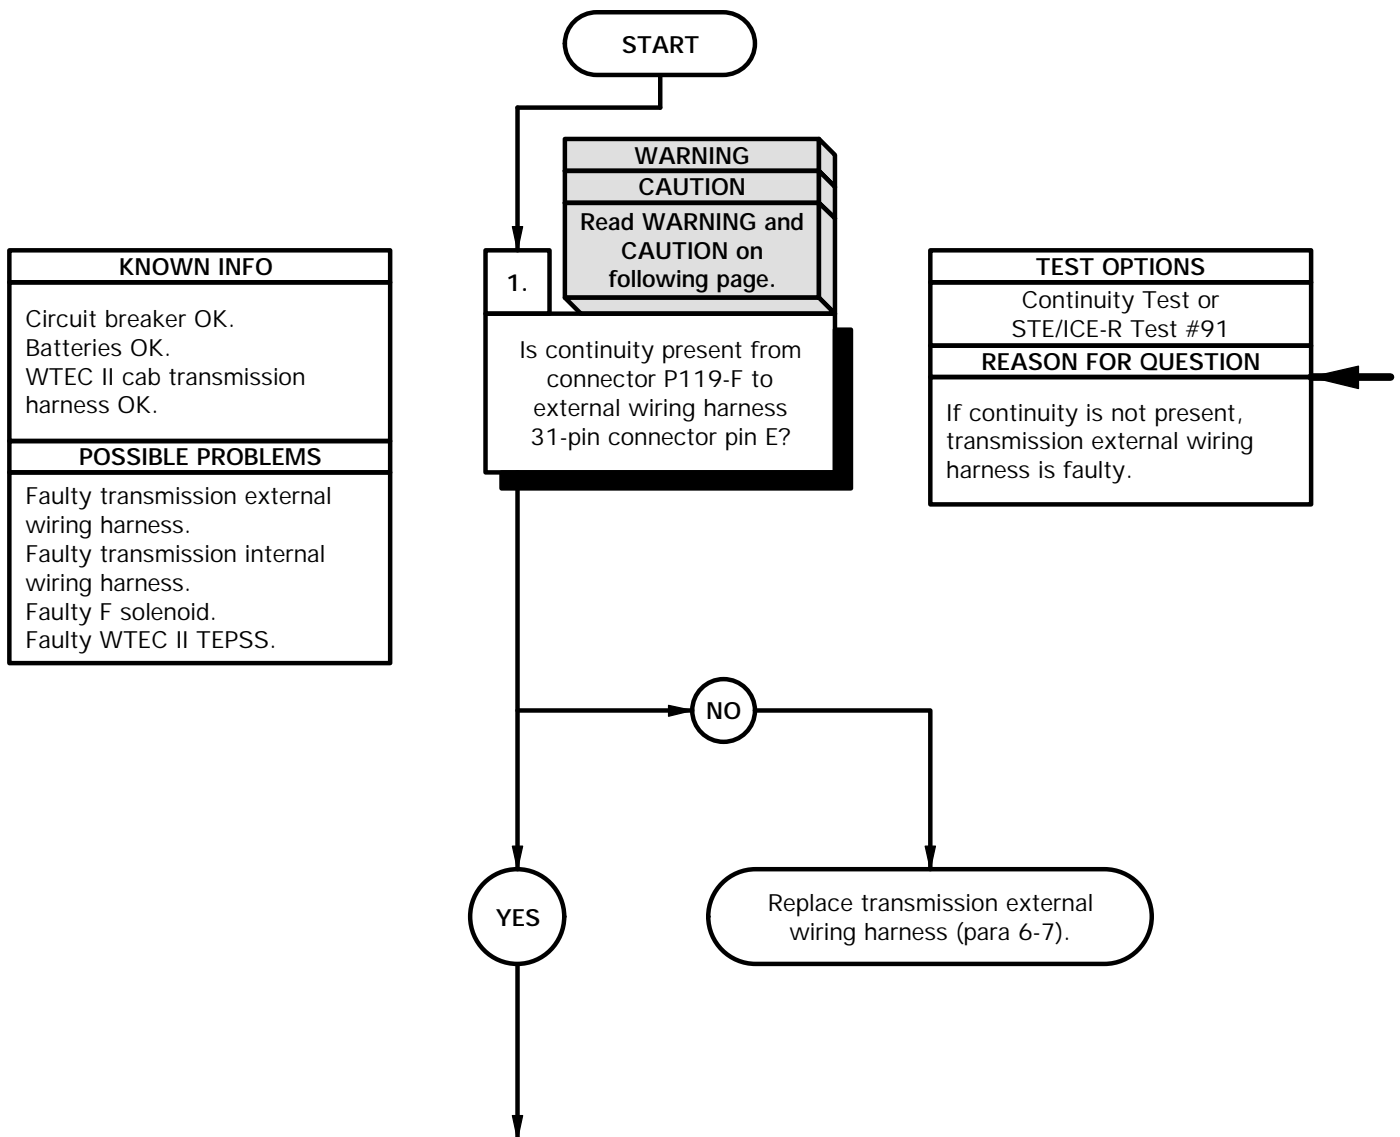 START
WARNING
CAUTION
Read WARNING and
CAUTION on
following page.
KNOWN INFO
Circuit breaker OK.
Batteries OK.
WTEC II cab transmission
harness OK.
POSSIBLE PROBLEMS
Faulty transmission external
wiring harness.
Faulty transmission internal
wiring harness.
Faulty F solenoid.
Faulty WTEC II TEPSS.
1.
Is continuity present from
connector P119-F to
external wiring harness
31-pin connector pin E?
TEST OPTIONS
Continuity Test or
STE/ICE-R Test #91
REASON FOR QUESTION
If continuity is not present,
transmission external wiring
harness is faulty.
NO
YES
Replace transmission external
wiring harness (para 6-7).